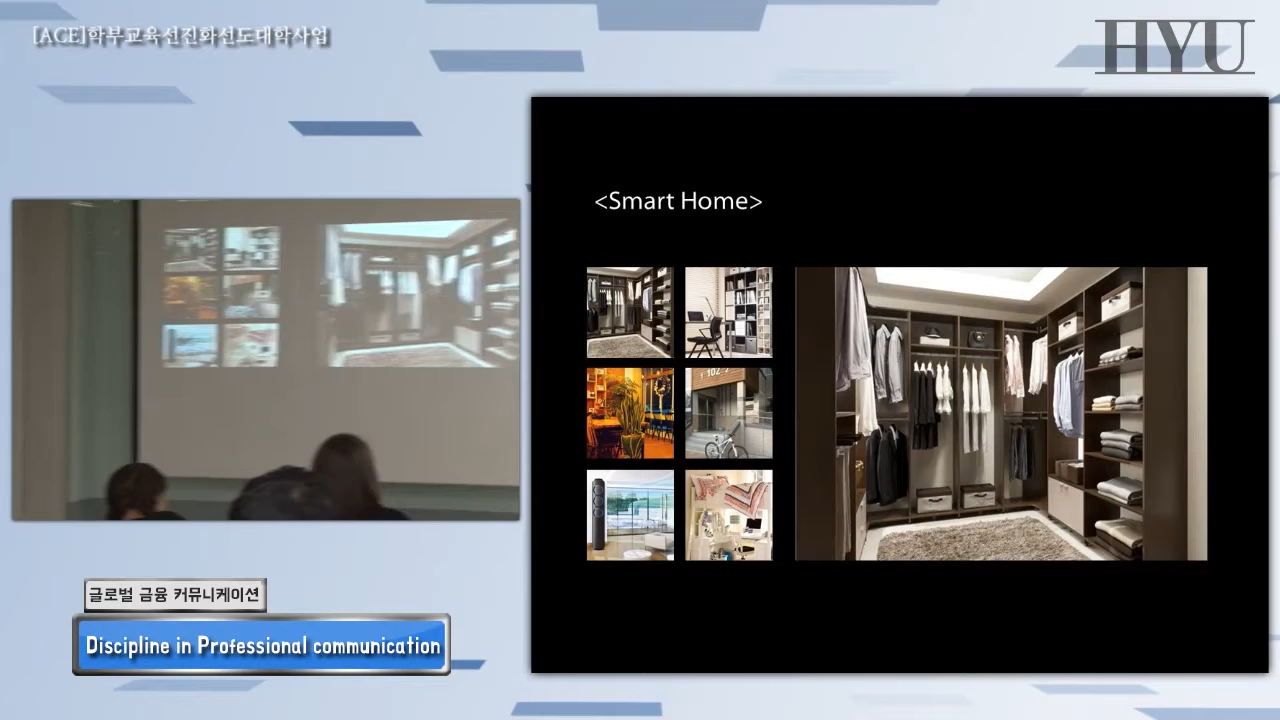 [ACE]학부교육선진화선도대학사업
HYU
<Smart Home>
102
글로벌 금융 커뮤니케이션
Discipline in Professional communication